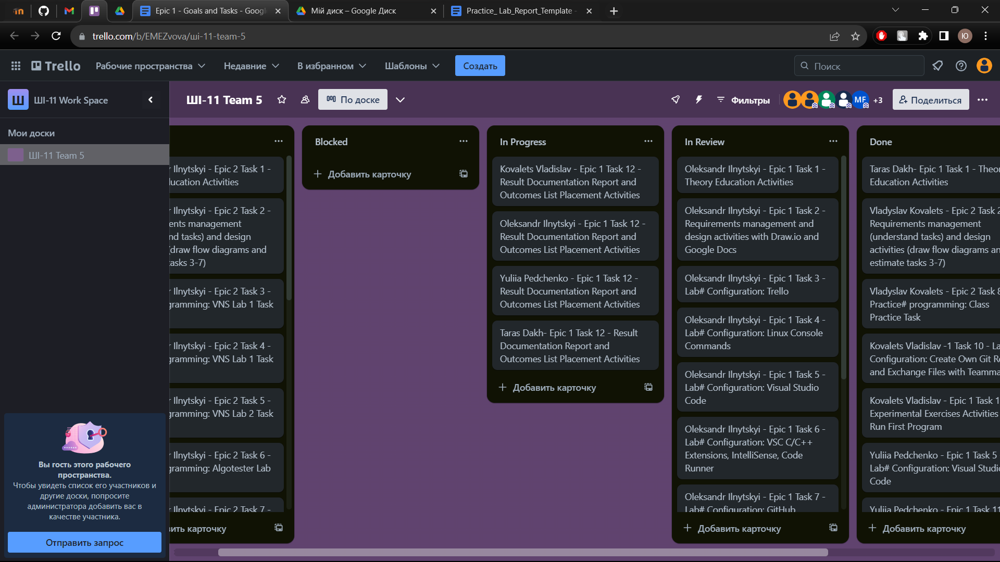 Epic 1 - Goals and Tasks - Googl
Мій диск – Google Диск
Practice_ Lab_Report_Template -
trello.com/b/EMEZvova/ші-11-team-5
Ю
Trello
Рабочие пространства
Недавние
В избранном
Шаблоны
Создать
Поиск
Ш
ШІ-11 Work Space
ШІ-11 Team 5
По доске
Фильтры
MF
+3
Поделиться
Мои доски
ШІ-11 Team 5
Вы гость этого рабочего
пространства.
Чтобы увидеть список его участников и
другие доски, попросите
администратора добавить вас в
качестве участника.
Отправить запрос
r Ilnytskyi - Epic 2 Task 1 -
lucation Activities
r Ilnytskyi - Epic 2 Task 2 -
ents management
nd tasks) and design
(draw flow diagrams and
tasks 3-7)
r Ilnytskyi - Epic 2 Task 3 -
gramming: VNS Lab 1 Task
r Ilnytskyi - Epic 2 Task 4 -
gramming: VNS Lab 1 Task
r Ilnytskyi - Epic 2 Task 5 -
gramming: VNS Lab 2 Task
r Ilnytskyi - Epic 2 Task 6 -
gramming: Algotester Lab
r Ilnytskyi - Epic 2 Task 7 -
вить карточку
Blocked
Добавить карточку
In Progress
Kovalets Vladislav - Epic 1 Task 12 -
Result Documentation Report and
Outcomes List Placement Activities
Oleksandr Ilnytskyi - Epic 1 Task 12 -
Result Documentation Report and
Outcomes List Placement Activities
Yuliia Pedchenko - Epic 1 Task 12 -
Result Documentation Report and
Outcomes List Placement Activities
Taras Dakh- Epic 1 Task 12 - Result
Documentation Report and
Outcomes List Placement Activities
Добавить карточку
In Review
Oleksandr Ilnytskyi - Epic 1 Task 1 -
Theory Education Activities
Oleksandr Ilnytskyi - Epic 1 Task 2 -
Requirements management and
design activities with Draw.io and
Google Docs
Oleksandr Ilnytskyi - Epic 1 Task 3 -
Lab# Configuration: Trello
Oleksandr Ilnytskyi - Epic 1 Task 4 -
Lab# Configuration: Linux Console
Commands
Oleksandr Ilnytskyi - Epic 1 Task 5 -
Lab# Configuration: Visual Studio
Code
Oleksandr Ilnytskyi - Epic 1 Task 6 -
Lab# Configuration: VSC C/C++
Extensions, IntelliSense, Code
Runner
Oleksandr Ilnytskyi - Epic 1 Task 7 -
Lab# Configuration: GitHub
Добавить карточку
Done
Taras Dakh- Epic 1 Task 1 - Theor
Education Activities
Vladyslav Kovalets - Epic 2 Task 2
Requirements management
(understand tasks) and design
activities (draw flow diagrams an
estimate tasks 3-7)
Vladyslav Kovalets - Epic 2 Task 8
Practice# programming: Class
Practice Task
Kovalets Vladislav -1 Task 10 - La
Configuration: Create Own Git Re
and Exchange Files with Teamma
Kovalets Vladislav - Epic 1 Task 1
Experimental Exercises Activities
Run First Program
Yuliia Pedchenko - Epic 1 Task 5
Lab# Configuration: Visual Studi
Code
Yuliia Pedchenko - Epic 1 Task 11
Добавить карточку